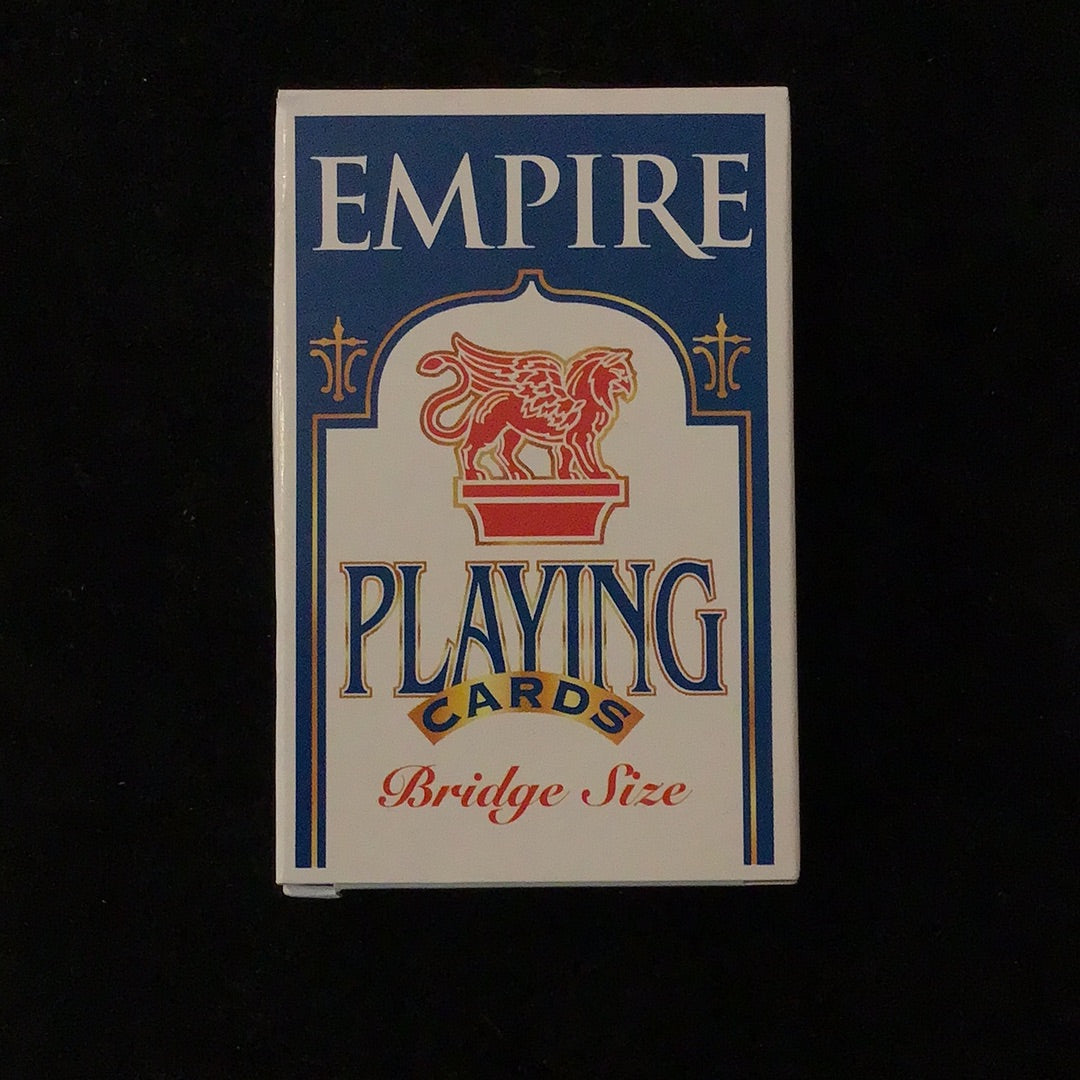 EMPIRE
PLAYING
CARDS
Bridge Size